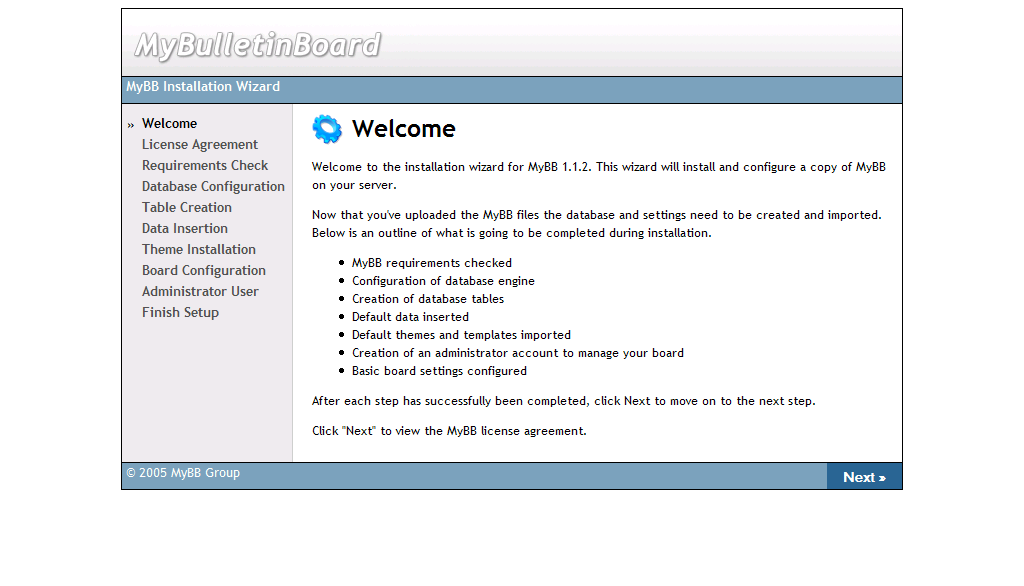 MyBulletinBoard
MyBB Installation Wizard
» Welcome
License Agreement
Requirements Check
Database Configuration
Table Creation
Data Insertion
Theme Installation
Board Configuration
Administrator User
Finish Setup
Welcome
Welcome to the installation wizard for MyBB 1.1.2. This wizard will install and configure a copy of MyBB
on your server.
Now that you've uploaded the MyBB files the database and settings need to be created and imported.
Below is an outline of what is going to be completed during installation.
• MyBB requirements checked
• Configuration of database engine
• Creation of database tables
• Default data inserted
• Default themes and templates imported
• Creation of an administrator account to manage your board
• Basic board settings configured
After each step has successfully been completed, click Next to move on to the next step.
Click "Next" to view the MyBB license agreement.
© 2005 MyBB Group
Next »